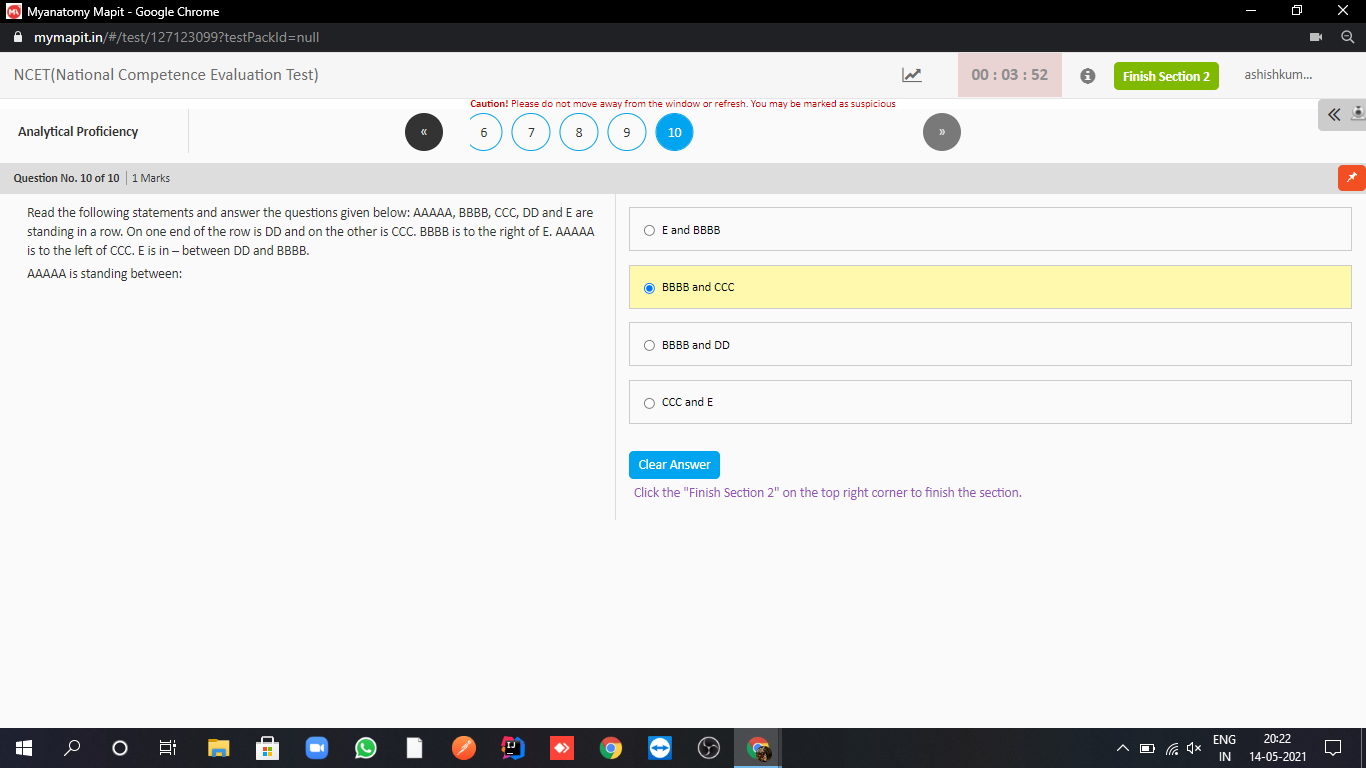 Myanatomy Mapit - Google Chrome
mymapit.in/#/test/127123099?testPackId=null
NCET(National Competence Evaluation Test)
00 : 03 : 52
Finish Section 2
ashishkum...
Caution! Please do not move away from the window or refresh. You may be marked as suspicious
Analytical Proficiency
«
6
7
8
9
10
»
Question No. 10 of 10 | 1 Marks
Read the following statements and answer the questions given below: AAAAA, BBBB, CCC, DD and E are
standing in a row. On one end of the row is DD and on the other is CCC. BBBB is to the right of E. AAAAA
is to the left of CCC. E is in – between DD and BBBB.
AAAAA is standing between:
E and BBBB
BBBB and CCC
BBBB and DD
CCC and E
Clear Answer
Click the "Finish Section 2" on the top right corner to finish the section.
ENG
IN
20:22
14-05-2021